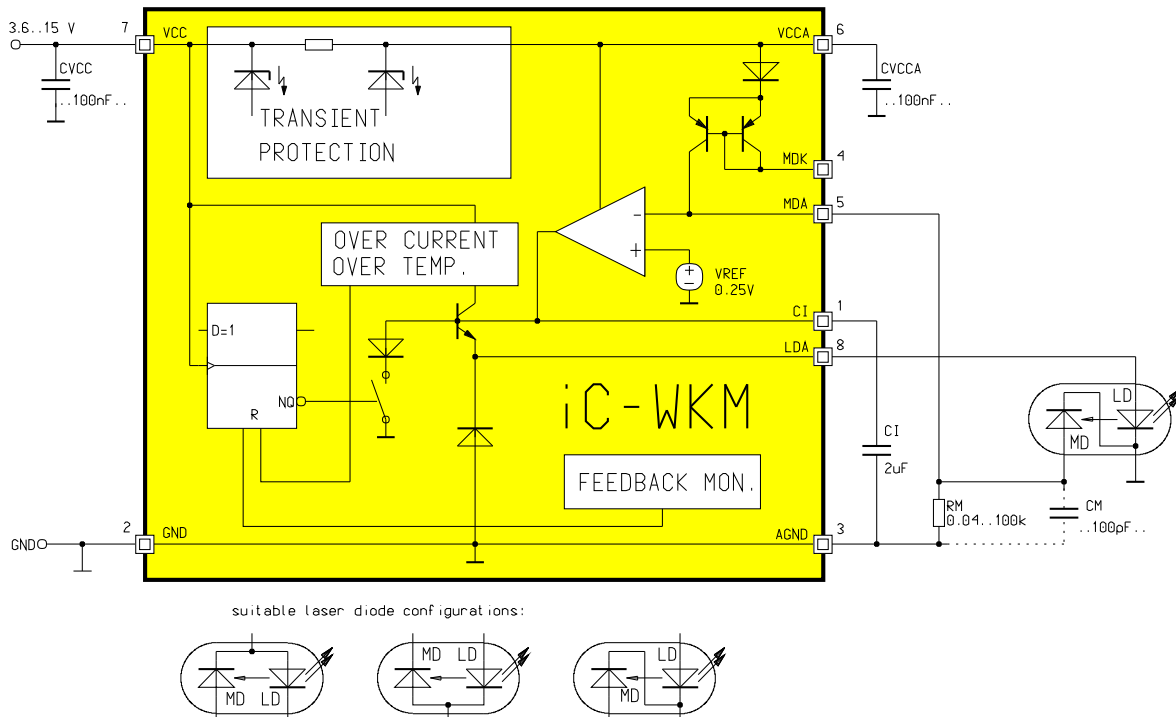 3.6..15 V
7
VCC
VCCA
6
CVCC
..100nF..
CVCCA
..100nF..
TRANSIENT
PROTECTION
MDK
4
MDA
5
OVER CURRENT
OVER TEMP.
-
+
+
-
VREF
0.25V
CI
1
D=1
LDA
8
NQ
R
iC-WKM
LD
MD
CI
2uF
FEEDBACK MON.
RM
0.04..100k
CM
..100pF..
2
GND
AGND
3
GND
suitable laser diode configurations:
MD LD
MD LD
LD
MD